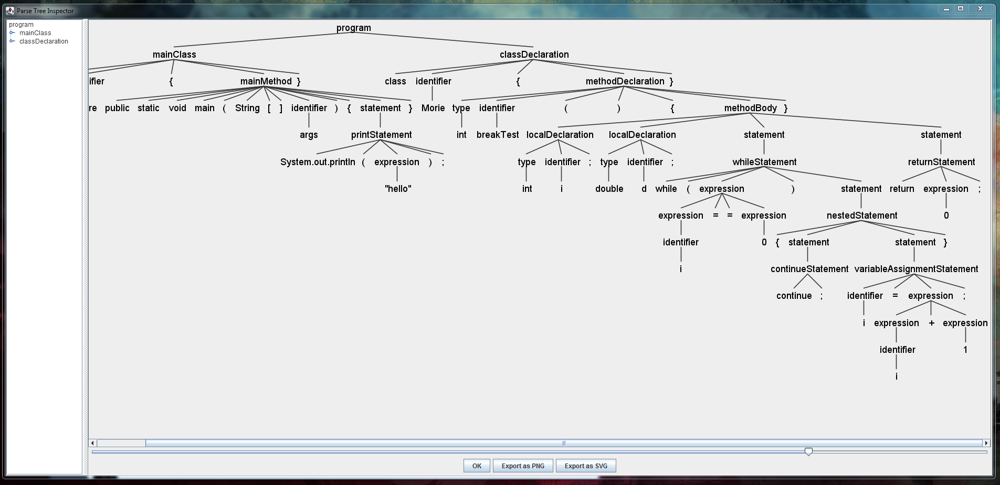 Parse Tree Inspector
program
mainClass
classDeclaration
program
mainClass classDeclaration
ifier { mainMethod } class identifier { methodDeclaration }
re public static void main ( String [ ] identifier ) { statement } Morie type identifier ( ) { methodBody }
args printStatement int breakTest localDeclaration localDeclaration statement statement
System.out.println ( expression ) ; type identifier ; type identifier ; whileStatement returnStatement
"hello" int i double d while ( expression ) statement return expression ;
expression = = expression nestedStatement 0
identifier 0 { statement statement }
i continueStatement variableAssignmentStatement
continue ; identifier = expression ;
i expression + expression
identifier 1
i
OK Export as PNG Export as SVG